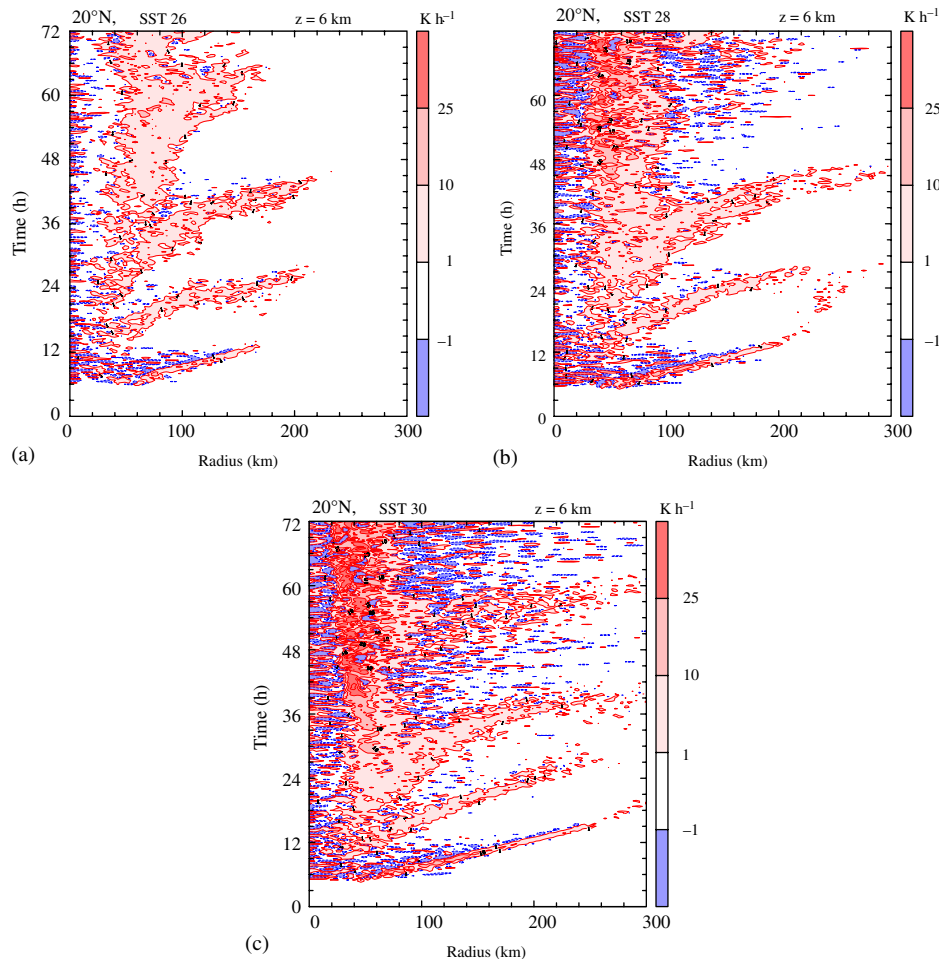 20°N, SST 26 z = 6 km K h⁻¹
72
60
48
36
24
12
0
Time (h)
0 100 200 300
Radius (km)
25
10
1
−1
(a)
20°N, SST 28 z = 6 km K h⁻¹
60
48
36
24
12
0
Time (h)
0 100 200 300
Radius (km)
25
10
1
−1
(b)
20°N, SST 30 z = 6 km K h⁻¹
72
60
48
36
24
12
0
Time (h)
0 100 200 300
Radius (km)
25
10
1
−1
(c)